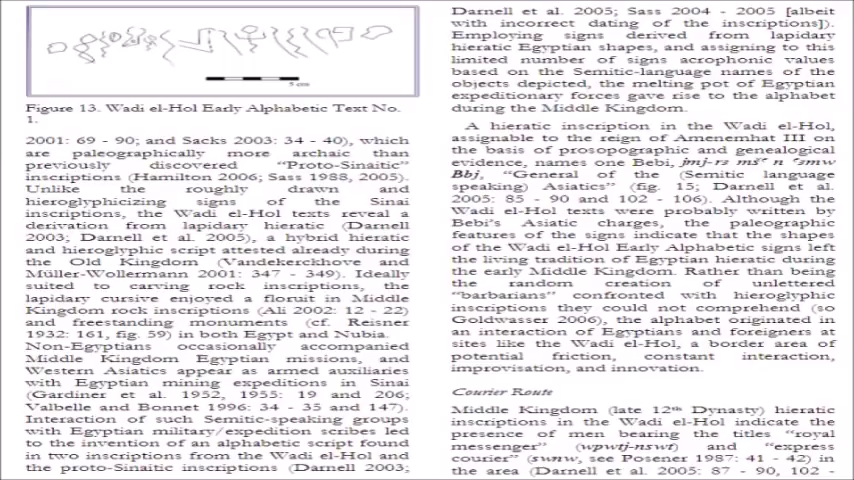 5 cm
Figure 13. Wadi el-Hol Early Alphabetic Text No.
1.
2001: 69 - 90; and Sacks 2003: 34 - 40), which
are paleographically more archaic than
previously discovered "Proto-Sinaitic"
inscriptions (Hamilton 2006; Sass 1988, 2005).
Unlike the roughly drawn and
hieroglyphicizing signs of the Sinai
inscriptions, the Wadi el-Hol texts reveal a
derivation from lapidary hieratic (Darnell
2003; Darnell et al. 2005), a hybrid hieratic
and hieroglyphic script attested already during
the Old Kingdom (Vandekerckhove and
Müller-Wollermann 2001: 347 - 349). Ideally
suited to carving rock inscriptions, the
lapidary cursive enjoyed a floruit in Middle
Kingdom rock inscriptions (Ali 2002: 12 - 22)
and freestanding monuments (cf. Reisner
1932: 161, fig. 59) in both Egypt and Nubia.
Non-Egyptians occasionally accompanied
Middle Kingdom Egyptian missions, and
Western Asiatics appear as armed auxiliaries
with Egyptian mining expeditions in Sinai
(Gardiner et al. 1952, 1955: 19 and 206;
Valbelle and Bonnet 1996: 34 - 35 and 147).
Interaction of such Semitic-speaking groups
with Egyptian military/expedition scribes led
to the invention of an alphabetic script found
in two inscriptions from the Wadi el-Hol and
the proto-Sinaitic inscriptions (Darnell 2003;
Darnell et al. 2005; Sass 2004 - 2005 [albeit
with incorrect dating of the inscriptions]).
Employing signs derived from lapidary
hieratic Egyptian shapes, and assigning to this
limited number of signs acrophonic values
based on the Semitic-language names of the
objects depicted, the melting pot of Egyptian
expeditionary forces gave rise to the alphabet
during the Middle Kingdom.
A hieratic inscription in the Wadi el-Hol,
assignable to the reign of Amenemhat III on
the basis of prosopographic and genealogical
evidence, names one Bebi, jmj-rs mšʿ n ʿšmw
Bbj, "General of the (Semitic language
speaking) Asiatics" (fig. 15; Darnell et al.
2005: 85 - 90 and 102 - 106). Although the
Wadi el-Hol texts were probably written by
Bebi's Asiatic charges, the paleographic
features of the signs indicate that the shapes
of the Wadi el-Hol Early Alphabetic signs left
the living tradition of Egyptian hieratic during
the early Middle Kingdom. Rather than being
the random creation of unlettered
"barbarians" confronted with hieroglyphic
inscriptions they could not comprehend (so
Goldwasser 2006), the alphabet originated in
an interaction of Egyptians and foreigners at
sites like the Wadi el-Hol, a border area of
potential friction, constant interaction,
improvisation, and innovation.
Courier Route
Middle Kingdom (late 12th Dynasty) hieratic
inscriptions in the Wadi el-Hol indicate the
presence of men bearing the titles "royal
messenger" (wpwtj-nswt) and "express
courier" (swnw, see Posener 1987: 41 - 42) in
the area (Darnell et al. 2005: 87 - 90, 102 -